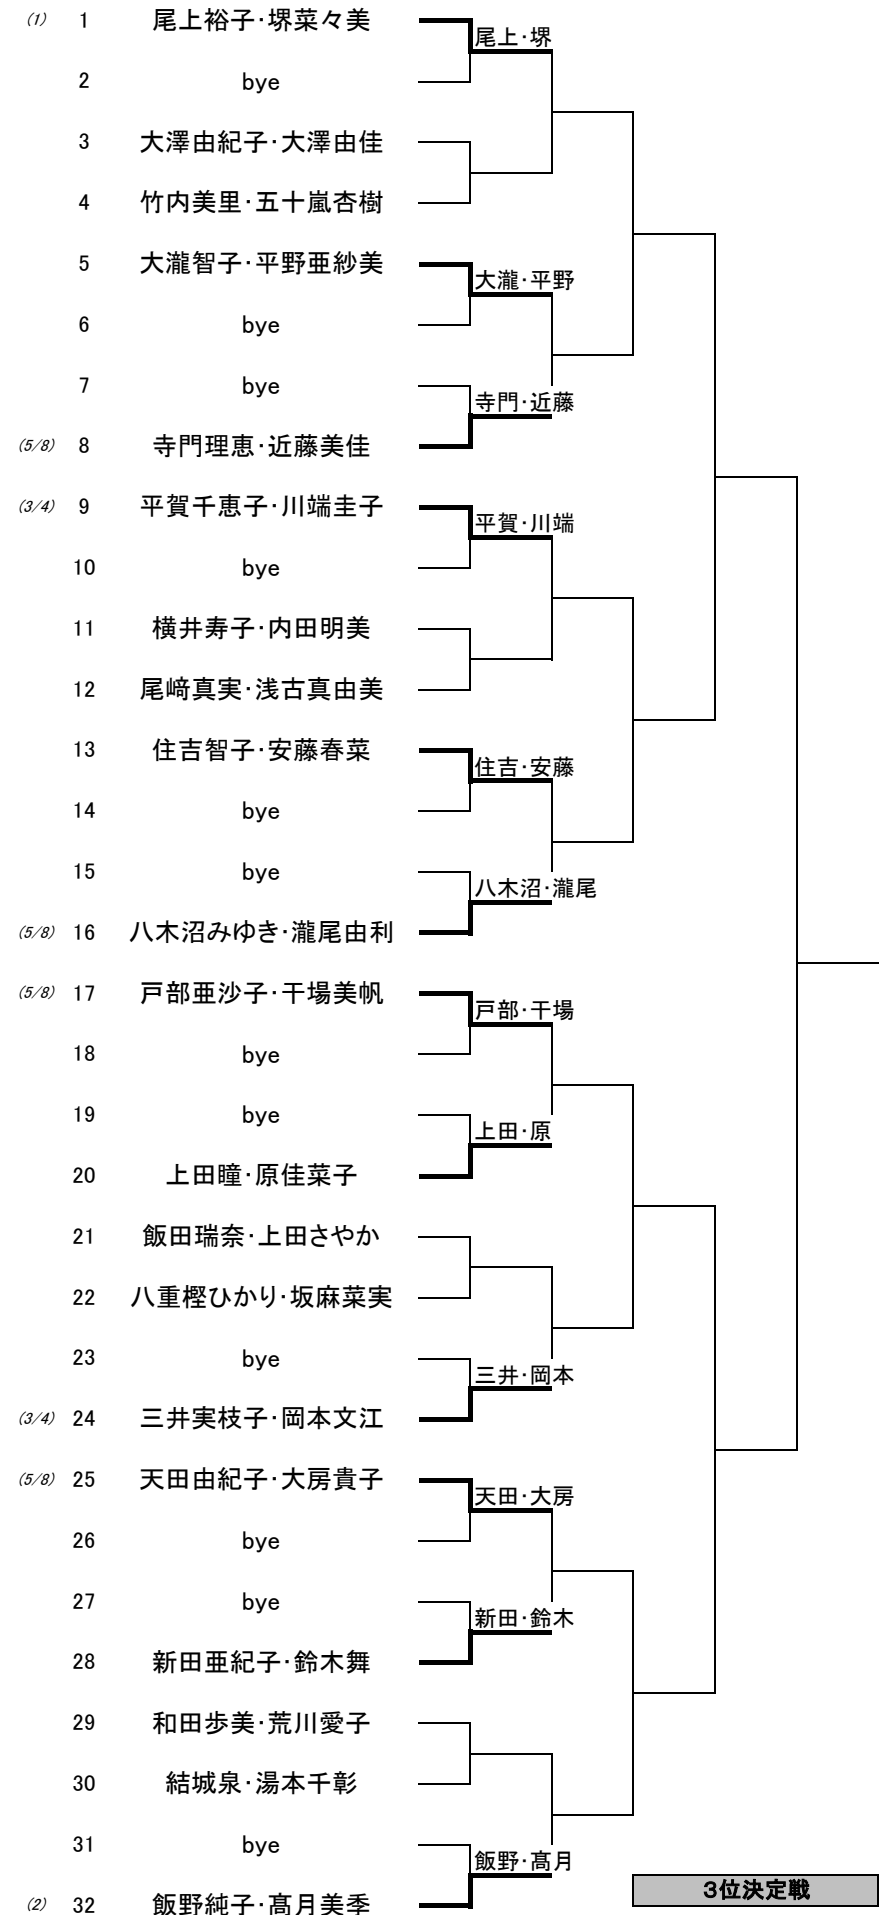 (1) 1 尾上裕子・堺菜々美
尾上・堺
2 bye
3 大澤由紀子・大澤由佳
4 竹内美里・五十嵐杏樹
5 大瀧智子・平野亜紗美
大瀧・平野
6 bye
7 bye
寺門・近藤
(5/8) 8 寺門理恵・近藤美佳
(3/4) 9 平賀千恵子・川端圭子
平賀・川端
10 bye
11 横井寿子・内田明美
12 尾﨑真実・浅古真由美
13 住吉智子・安藤春菜
住吉・安藤
14 bye
15 bye
八木沼・瀧尾
(5/8) 16 八木沼みゆき・瀧尾由利
(5/8) 17 戸部亜沙子・干場美帆
戸部・干場
18 bye
19 bye
上田・原
20 上田瞳・原佳菜子
21 飯田瑞奈・上田さやか
22 八重樫ひかり・坂麻菜実
23 bye
三井・岡本
(3/4) 24 三井実枝子・岡本文江
(5/8) 25 天田由紀子・大房貴子
天田・大房
26 bye
27 bye
新田・鈴木
28 新田亜紀子・鈴木舞
29 和田歩美・荒川愛子
30 結城泉・湯本千彰
31 bye
飯野・髙月
3位決定戦
(2) 32 飯野純子・髙月美季